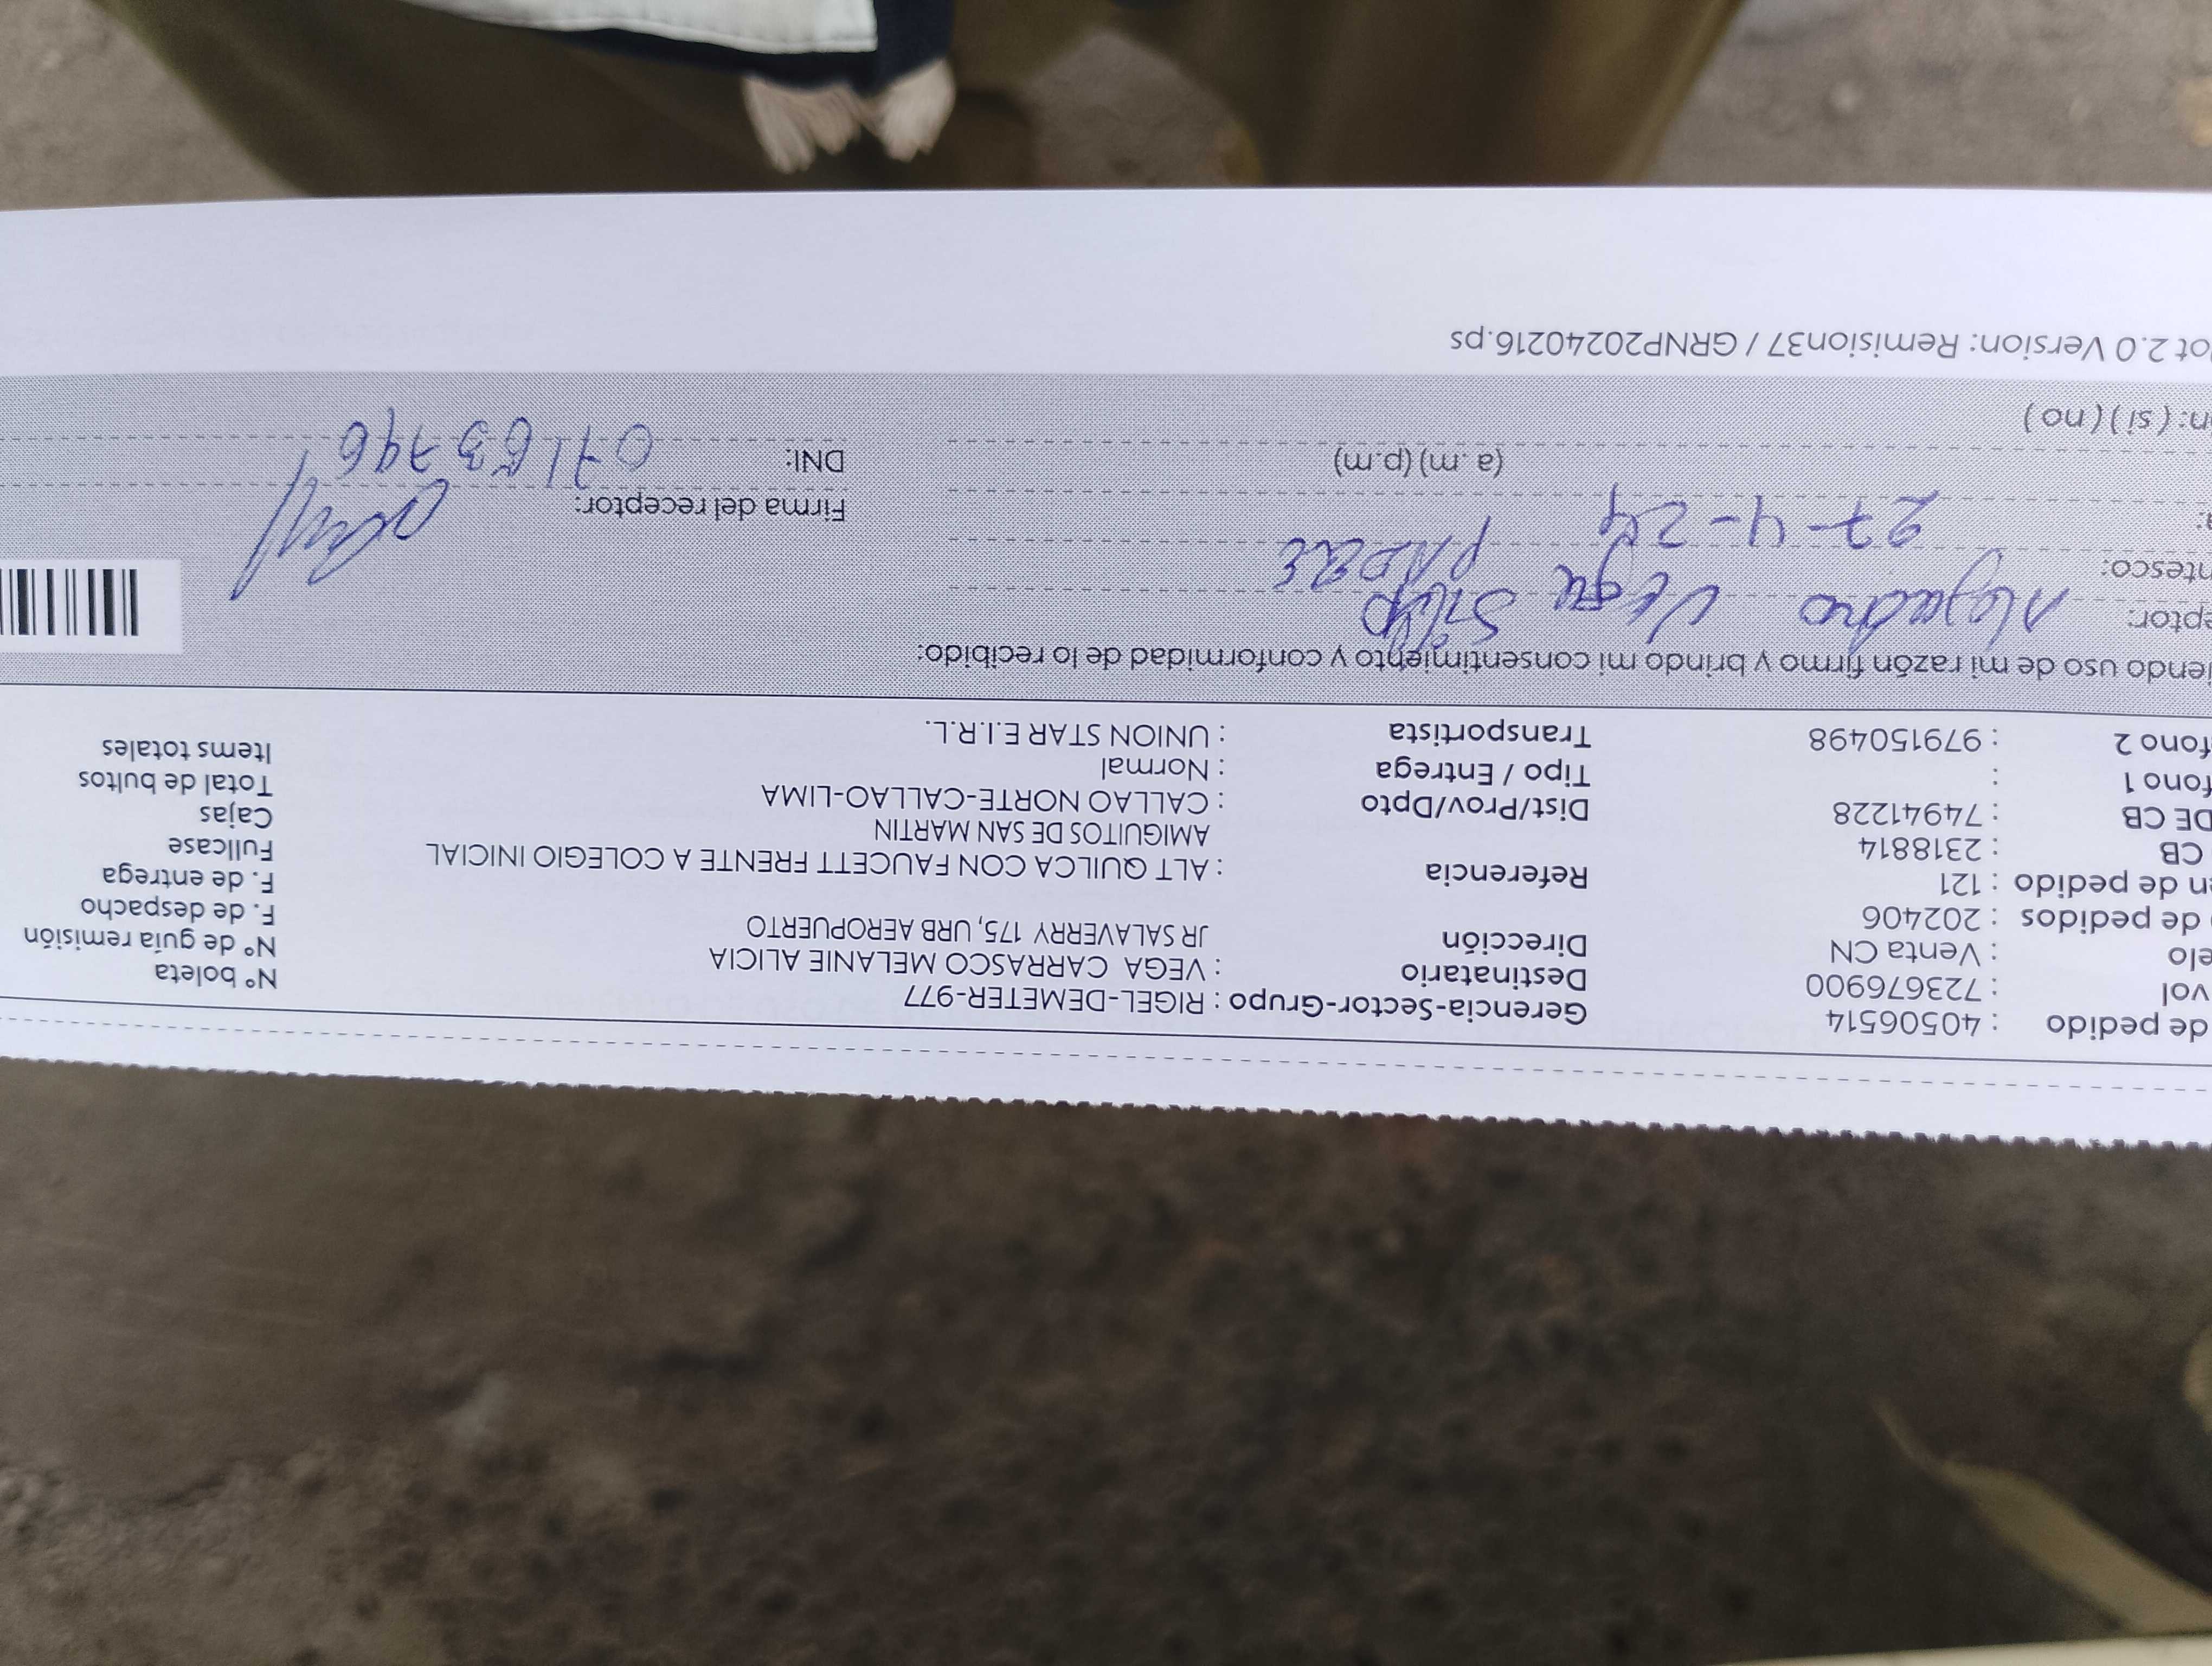 de pedido : 40506514
vol : 723676900
elo : Venta CN
de pedidos : 202406
en de pedido : 121
CB : 2318814
DE CB : 74941228
fono 1 :
fono 2 : 979150498
Gerencia-Sector-Grupo : RIGEL-DEMETER-977
Destinatario : VEGA CARRASCO MELANIE ALICIA
Dirección JR SALAVERRY 175, URB AEROPUERTO
Referencia : ALT QUILCA CON FAUCETT FRENTE A COLEGIO INICIAL
AMIGUITOS DE SAN MARTIN
Dist/Prov/Dpto : CALLAO NORTE-CALLAO-LIMA
Tipo / Entrega : Normal
Transportista : UNION STAR E.I.R.L.
N° boleta
N° de guía remisión
F. de despacho
F. de entrega
Fullcase
Cajas
Total de bultos
Items totales
iendo uso de mi razón firmo y brindo mi consentimiento y conformidad de lo recibido:
eptor: Alejadro Vega Silva
ntesco: PADRE
a: 27-4-24
(a.m) (p.m)
n: (si) (no)
Firma del receptor:
DNI: 07163796
ot 2.0 Version: Remision37 / GRNP20240216.ps